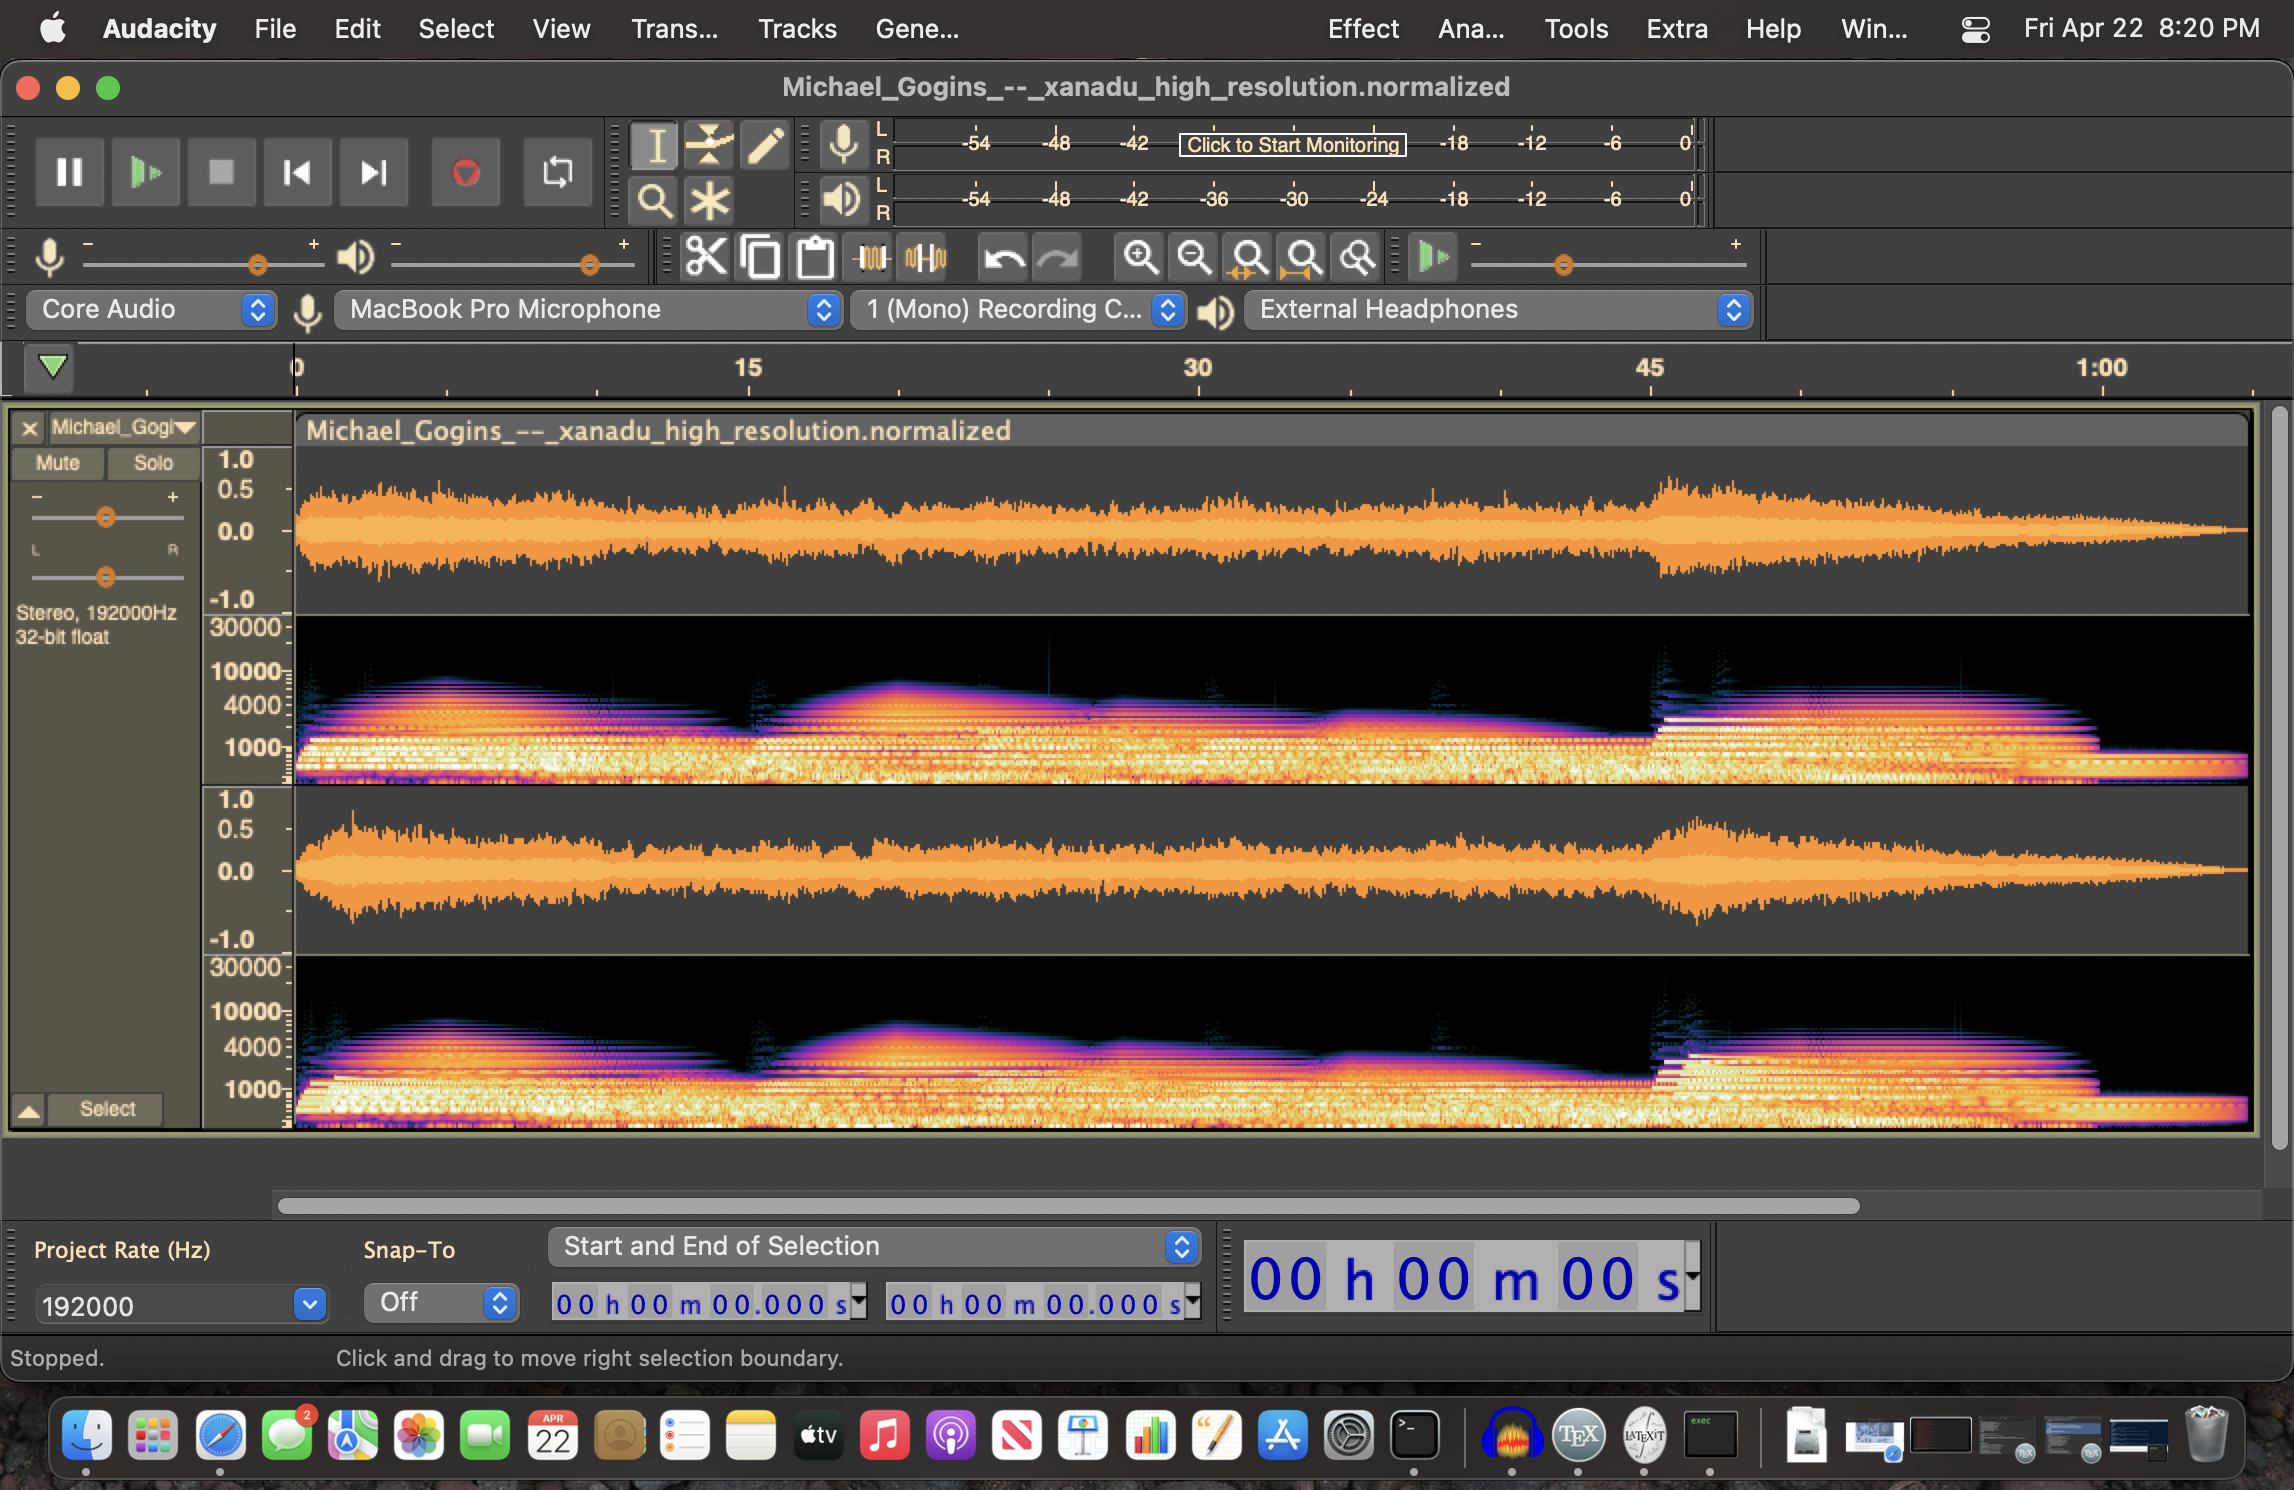 Audacity File Edit Select View Trans... Tracks Gene... Effect Ana... Tools Extra Help Win... Fri Apr 22 8:20 PM
Michael_Gogins_--_xanadu_high_resolution.normalized
L -54 -48 -42 Click to Start Monitoring -18 -12 -6 0
R
L -54 -48 -42 -36 -30 -24 -18 -12 -6 0
R
- + - + - +
Core Audio MacBook Pro Microphone 1 (Mono) Recording C... External Headphones
0 15 30 45 1:00
Michael_Gogi Michael_Gogins_--_xanadu_high_resolution.normalized
Mute Solo 1.0
- + 0.5
0.0
L R
-1.0
Stereo, 192000Hz
32-bit float
30000
10000
4000
1000
1.0
0.5
0.0
-1.0
30000
10000
4000
1000
Select
Project Rate (Hz) Snap-To Start and End of Selection
192000 Off 00 h 00 m 00.000 s 00 h 00 m 00.000 s 00 h 00 m 00 s
Stopped. Click and drag to move right selection boundary.
2
APR
22
tv
>_
TEX
LATEXiT
exec